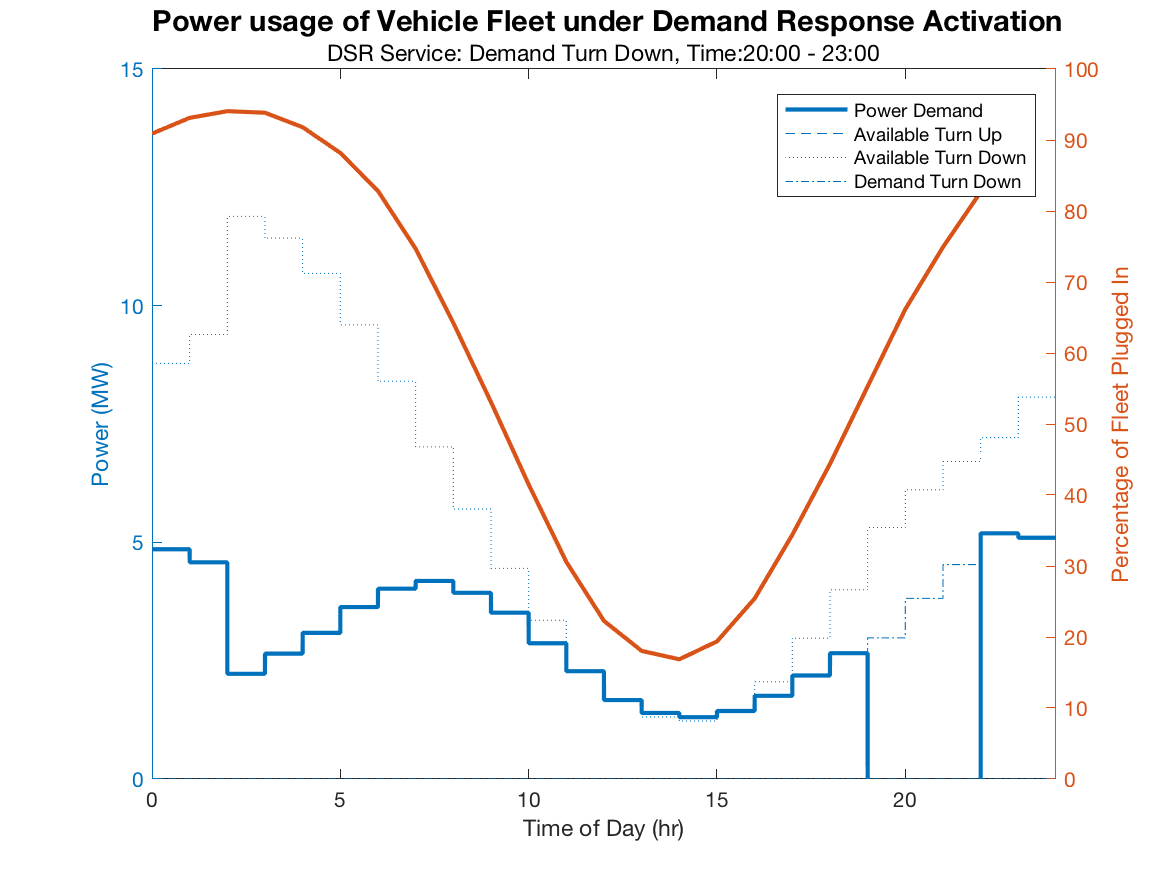 Power usage of Vehicle Fleet under Demand Response Activation
DSR Service: Demand Turn Down, Time:20:00 - 23:00
Power Demand
Available Turn Up
Available Turn Down
Demand Turn Down
15
10
5
0
Power (MW)
100
90
80
70
60
50
40
30
20
10
0
Percentage of Fleet Plugged In
0 5 10 15 20
Time of Day (hr)